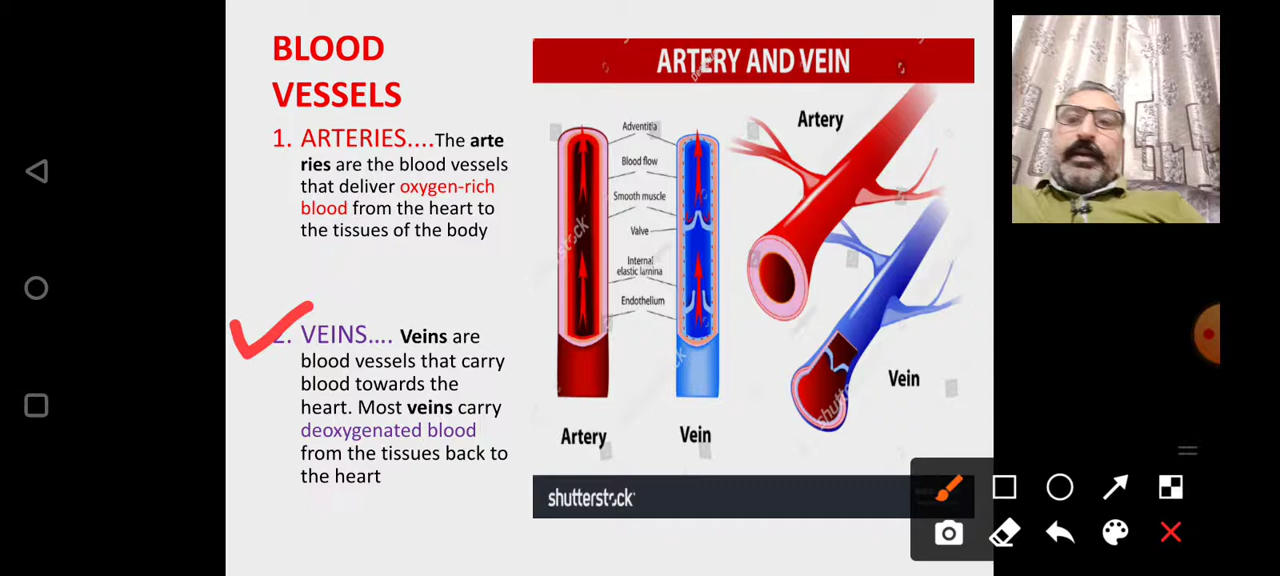 BLOOD
VESSELS
1. ARTERIES....The arte
ries are the blood vessels
that deliver oxygen-rich
blood from the heart to
the tissues of the body
2. VEINS.... Veins are
blood vessels that carry
blood towards the
heart. Most veins carry
deoxygenated blood
from the tissues back to
the heart
ARTERY AND VEIN
Adventitia
Blood flow
Smooth muscle
Valve
Internal
elastic lamina
Endothelium
Artery
Vein
Artery
Vein
shutterstock